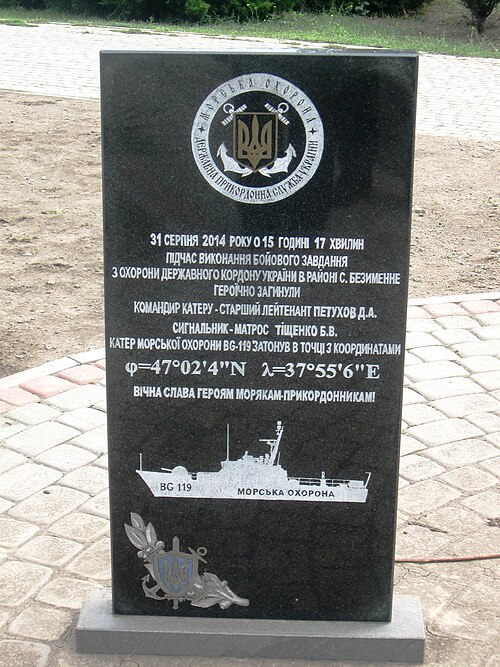 МОРСЬКА ОХОРОНА
ДЕРЖАВНА ПРИКОРДОННА СЛУЖБА УКРАЇНИ
31 СЕРПНЯ 2014 РОКУ О 15 ГОДИНІ 17 ХВИЛИН
ПІДЧАС ВИКОНАННЯ БОЙОВОГО ЗАВДАННЯ
З ОХОРОНИ ДЕРЖАВНОГО КОРДОНУ УКРАЇНИ В РАЙОНІ С. БЕЗИМЕННЕ
ГЕРОЇЧНО ЗАГИНУЛИ
КОМАНДИР КАТЕРУ - СТАРШИЙ ЛЕЙТЕНАНТ ПЕТУХОВ Д.А.
СИГНАЛЬНИК - МАТРОС ТІЩЕНКО Б.В.
КАТЕР МОРСЬКОЇ ОХОРОНИ BG-119 ЗАТОНУВ В ТОЧЦІ З КООРДИНАТАМИ
φ=47°02'4"N λ=37°55'6"E
ВІЧНА СЛАВА ГЕРОЯМ МОРЯКАМ-ПРИКОРДОННИКАМ!
BG 119 МОРСЬКА ОХОРОНА